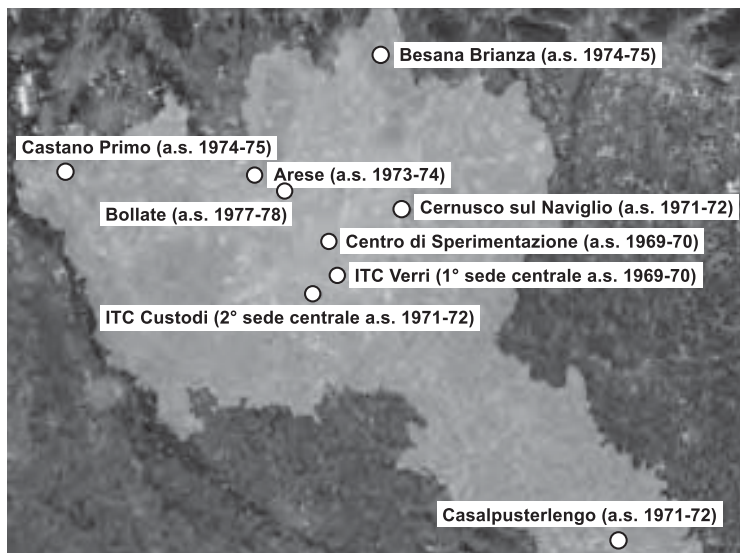 Besana Brianza (a.s. 1974-75)
Castano Primo (a.s. 1974-75)
Arese (a.s. 1973-74)
Bollate (a.s. 1977-78)
Cernusco sul Naviglio (a.s. 1971-72)
Centro di Sperimentazione (a.s. 1969-70)
ITC Verri (1° sede centrale a.s. 1969-70)
ITC Custodi (2° sede centrale a.s. 1971-72)
Casalpusterlengo (a.s. 1971-72)